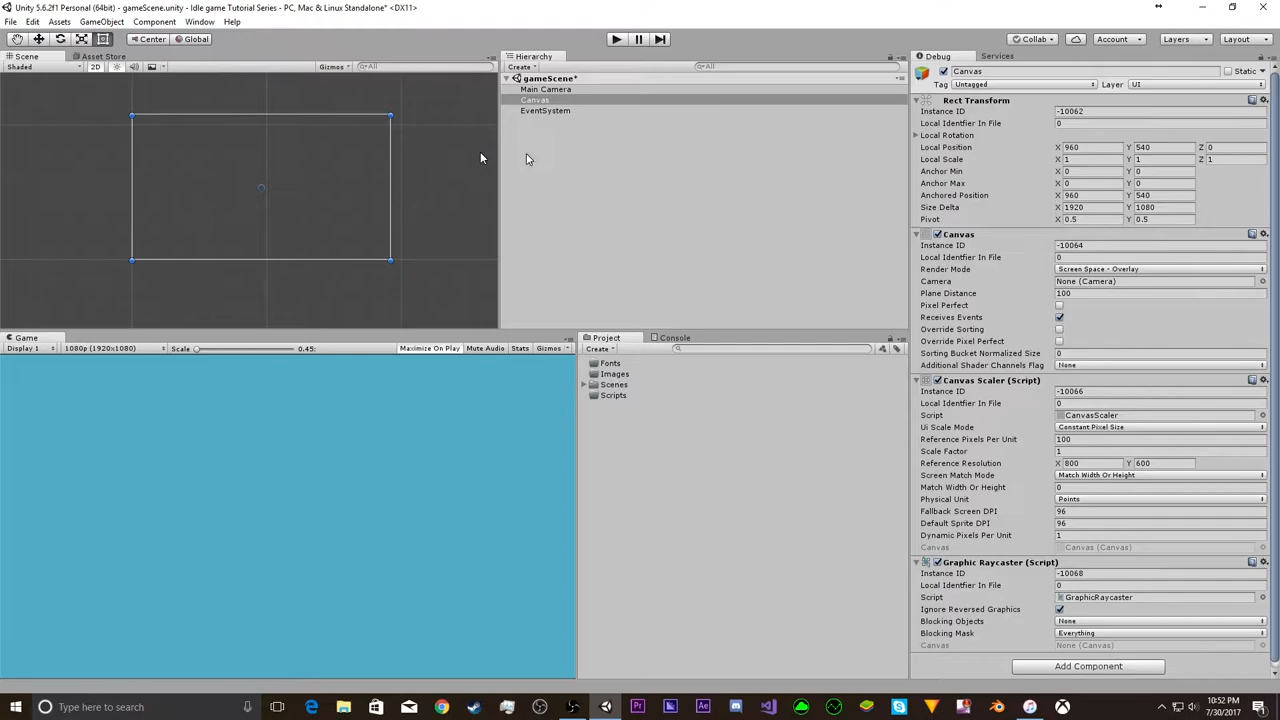 Unity 5.6.2f1 Personal (64bit) - gameScene.unity - Idle game Tutorial Series - PC, Mac & Linux Standalone* <DX11>
File Edit Assets GameObject Component Window Help
Center Global Collab Account Layers Layout
Scene Asset Store
Shaded 2D Gizmos All
Hierarchy
Create All
gameScene*
Main Camera
Canvas
EventSystem
Game
Display 1 1080p (1920x1080) Scale 0.45: Maximize On Play Mute Audio Stats Gizmos
Project Console
Create
Fonts
Images
Scenes
Scripts
Debug Services
Canvas Static
Tag Untagged Layer UI
Rect Transform
Instance ID -10062
Local Identfier In File 0
Local Rotation
Local Position X 960 Y 540 Z 0
Local Scale X 1 Y 1 Z 1
Anchor Min X 0 Y 0
Anchor Max X 0 Y 0
Anchored Position X 960 Y 540
Size Delta X 1920 Y 1080
Pivot X 0.5 Y 0.5
Canvas
Instance ID -10064
Local Identfier In File 0
Render Mode Screen Space - Overlay
Camera None (Camera)
Plane Distance 100
Pixel Perfect
Receives Events
Override Sorting
Override Pixel Perfect
Sorting Bucket Normalized Size 0
Additional Shader Channels Flag None
Canvas Scaler (Script)
Instance ID -10066
Local Identfier In File 0
Script CanvasScaler
Ui Scale Mode Constant Pixel Size
Reference Pixels Per Unit 100
Scale Factor 1
Reference Resolution X 800 Y 600
Screen Match Mode Match Width Or Height
Match Width Or Height 0
Physical Unit Points
Fallback Screen DPI 96
Default Sprite DPI 96
Dynamic Pixels Per Unit 1
Canvas Canvas (Canvas)
Graphic Raycaster (Script)
Instance ID -10068
Local Identfier In File 0
Script GraphicRaycaster
Ignore Reversed Graphics
Blocking Objects None
Blocking Mask Everything
Canvas None (Canvas)
Add Component
Type here to search
Pr Ae
10:52 PM
7/30/2017